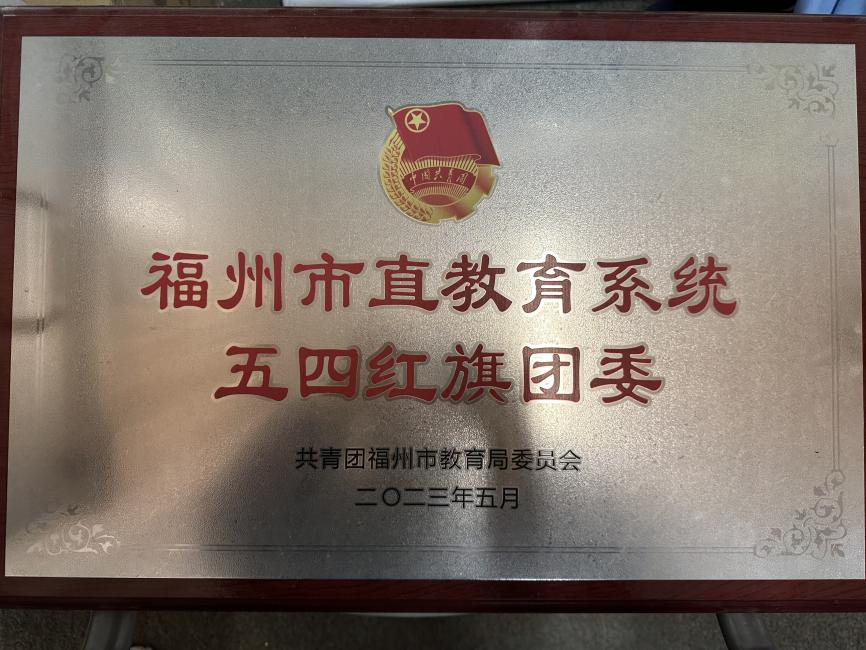 中国共青团
福州市直教育系统
五四红旗团委
共青团福州市教育局委员会
二〇二三年五月